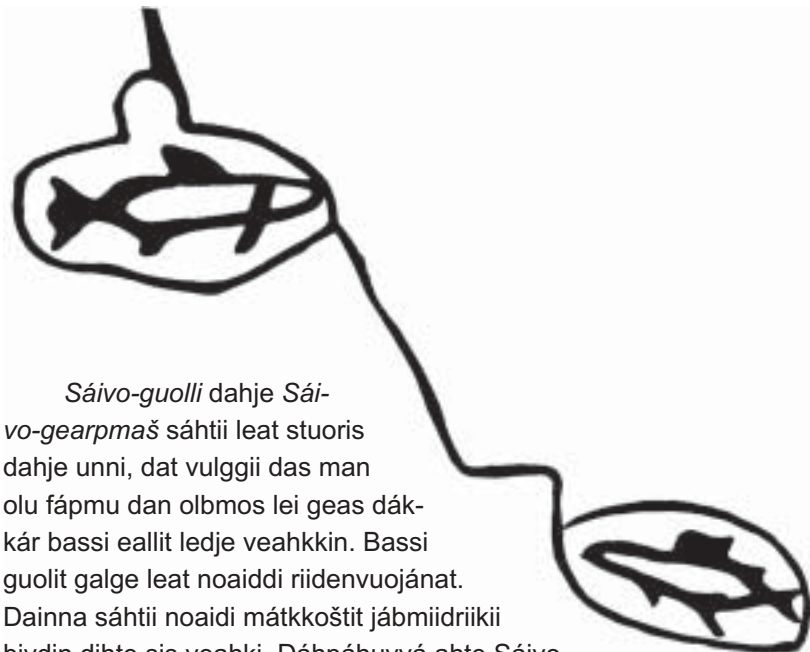 Sáivo-guolli dahje Sái-
vo-gearpmaš sáhtii leat stuoris
dahje unni, dat vulggii das man
olu fápmu dan olbmos lei geas dák-
kár bassi eallit ledje veahkkin. Bassi
guolit galge leat noaiddi riidenvuojánat.
Dainna sáhtii noaidi mátkkoštit jábmiidriikii